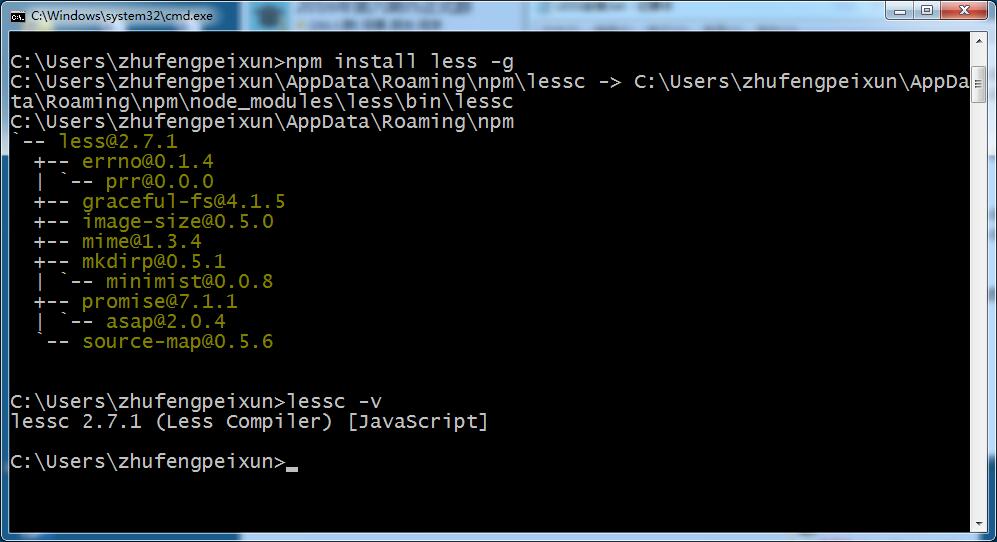 C:\Windows\system32\cmd.exe
C:\Users\zhufengpeixun>npm install less -g
C:\Users\zhufengpeixun\AppData\Roaming\npm\lessc -> C:\Users\zhufengpeixun\AppDa
ta\Roaming\npm\node_modules\less\bin\lessc
C:\Users\zhufengpeixun\AppData\Roaming\npm
`-- less@2.7.1
  +-- errno@0.1.4
  | `-- prr@0.0.0
  +-- graceful-fs@4.1.5
  +-- image-size@0.5.0
  +-- mime@1.3.4
  +-- mkdirp@0.5.1
  | `-- minimist@0.0.8
  +-- promise@7.1.1
  | `-- asap@2.0.4
  `-- source-map@0.5.6
C:\Users\zhufengpeixun>lessc -v
lessc 2.7.1 (Less Compiler) [JavaScript]
C:\Users\zhufengpeixun>